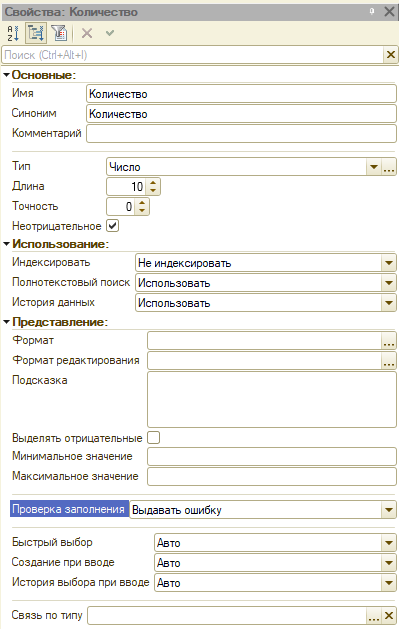 Свойства: Количество
Поиск (Ctrl+Alt+I)
Основные:
Имя Количество
Синоним Количество
Комментарий
Тип Число ...
Длина 10
Точность 0
Неотрицательное
Использование:
Индексировать Не индексировать
Полнотекстовый поиск Использовать
История данных Использовать
Представление:
Формат ...
Формат редактирования ...
Подсказка
Выделять отрицательные
Минимальное значение
Максимальное значение
Проверка заполнения Выдавать ошибку
Быстрый выбор Авто
Создание при вводе Авто
История выбора при вводе Авто
Связь по типу ...